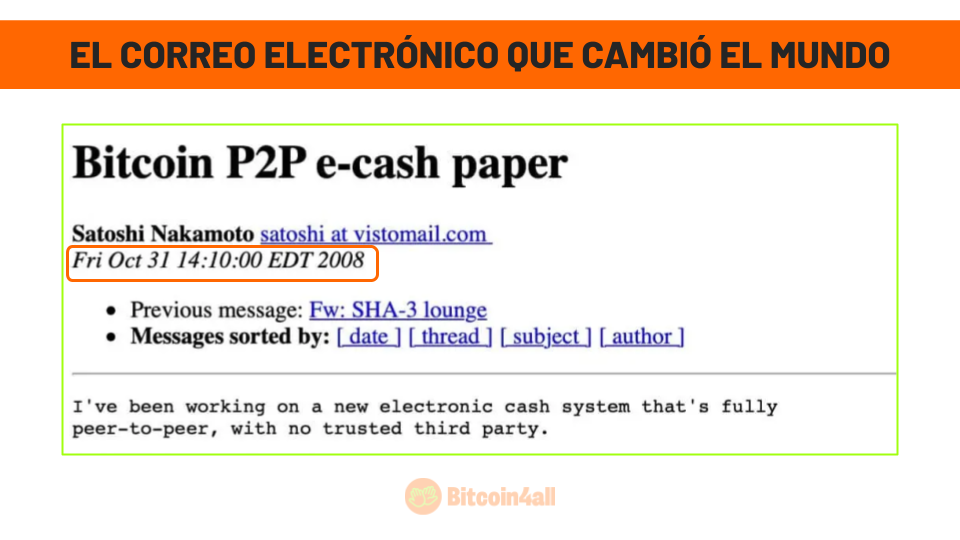 EL CORREO ELECTRÓNICO QUE CAMBIÓ EL MUNDO
Bitcoin P2P e-cash paper
Satoshi Nakamoto satoshi at vistomail.com
Fri Oct 31 14:10:00 EDT 2008
• Previous message: Fw: SHA-3 lounge
• Messages sorted by: [ date ] [ thread ] [ subject ] [ author ]
I've been working on a new electronic cash system that's fully
peer-to-peer, with no trusted third party.
Bitcoin4all